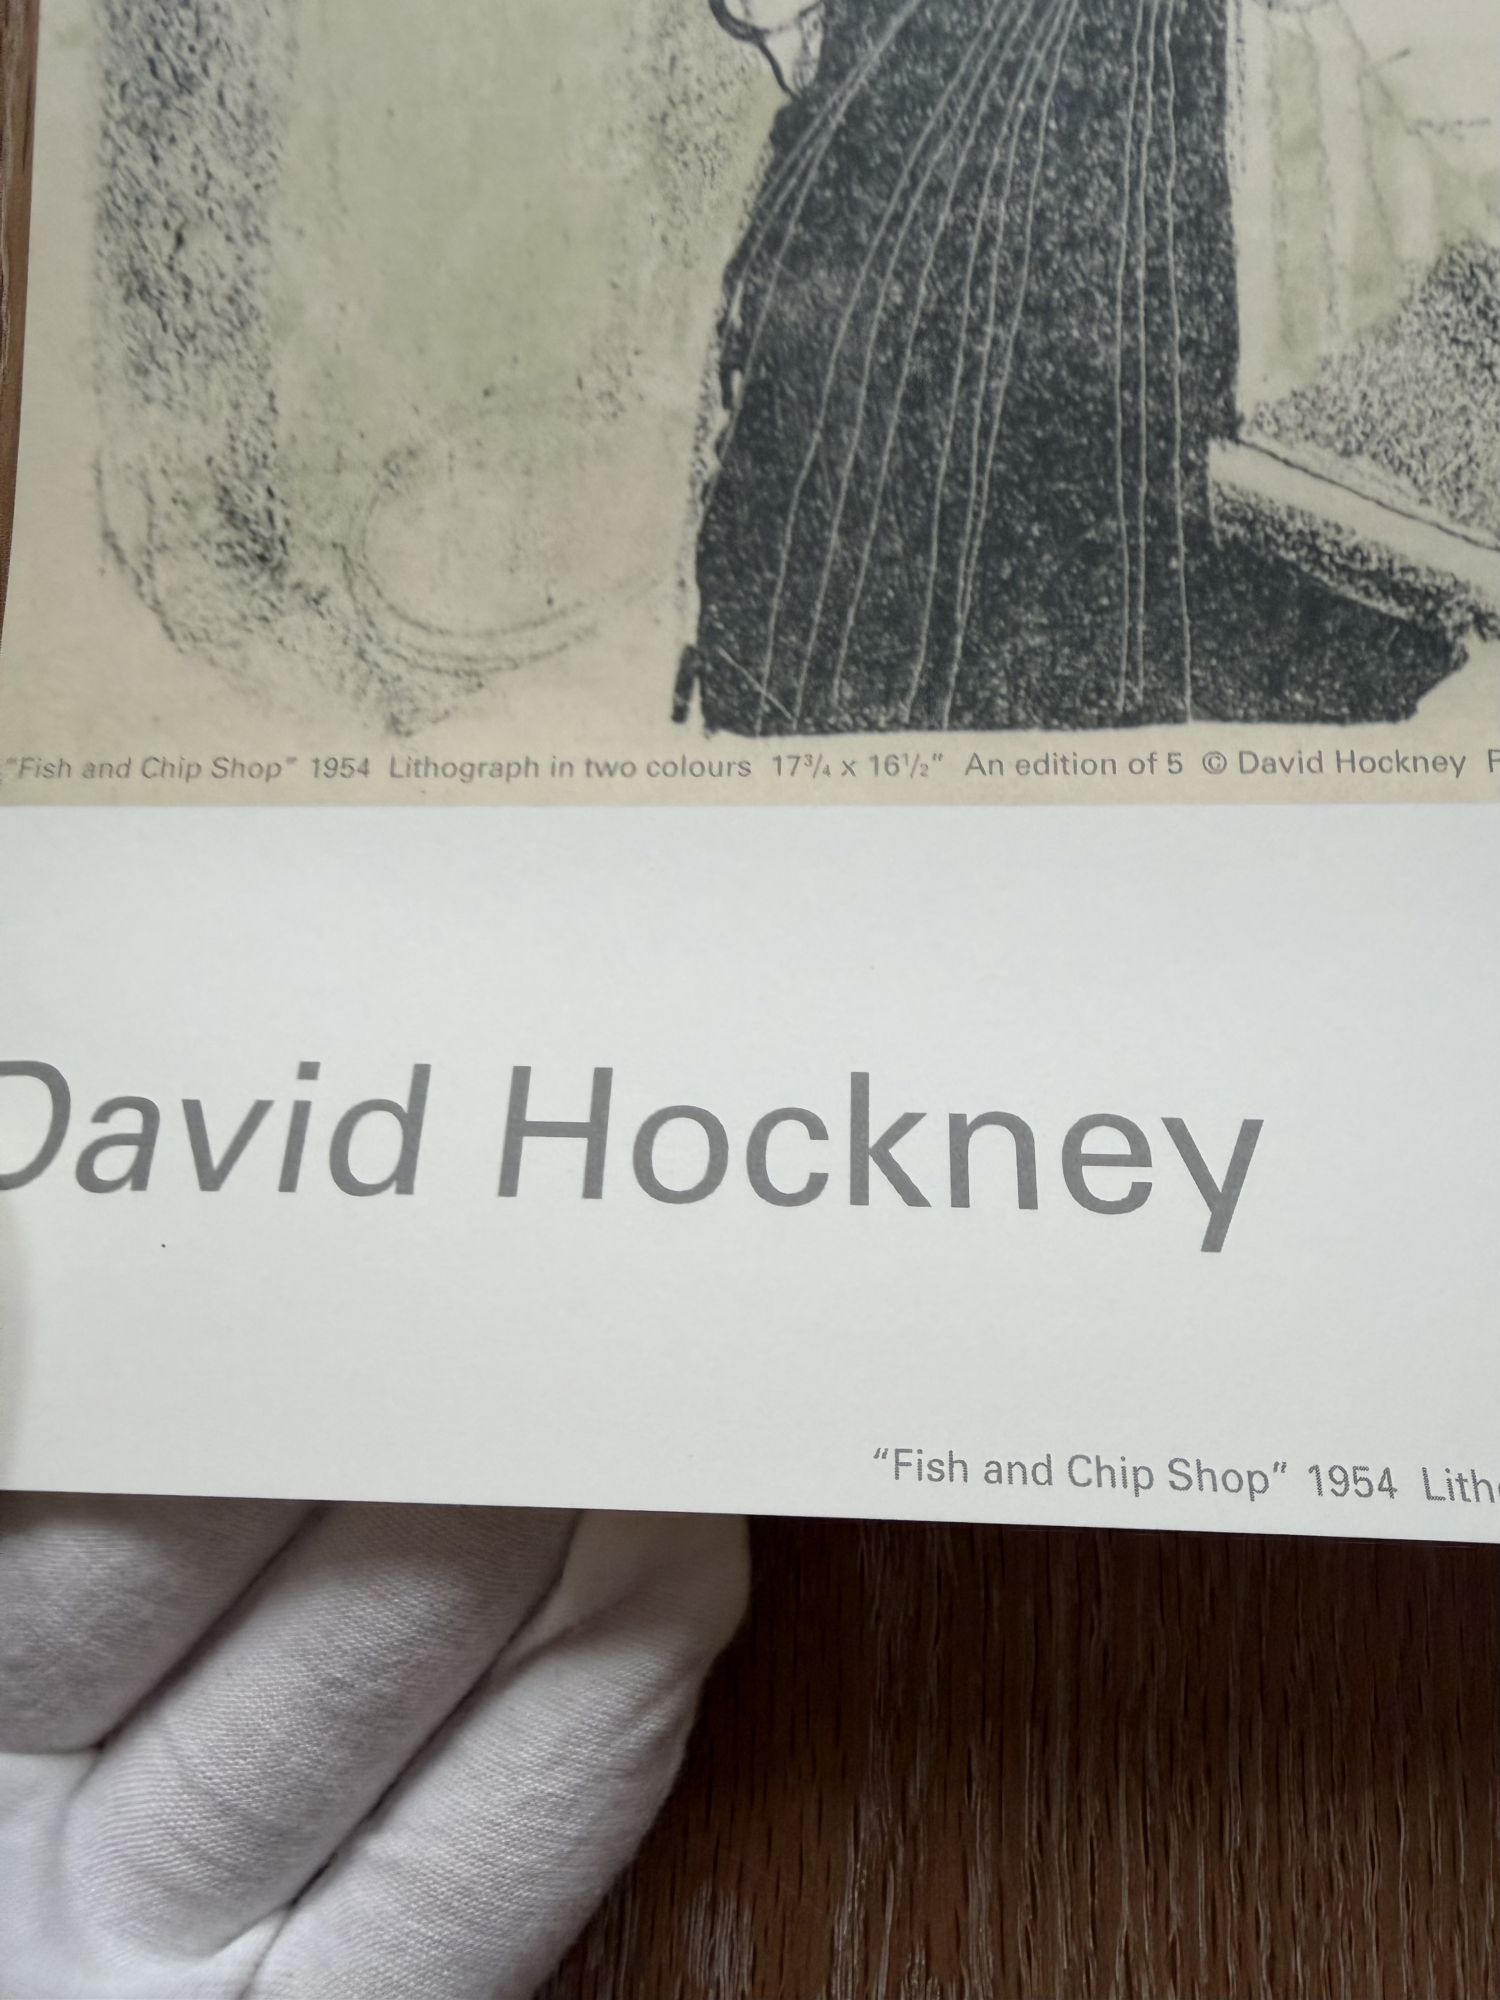 "Fish and Chip Shop" 1954 Lithograph in two colours 17¾ x 16½" An edition of 5 © David Hockney
David Hockney
"Fish and Chip Shop" 1954